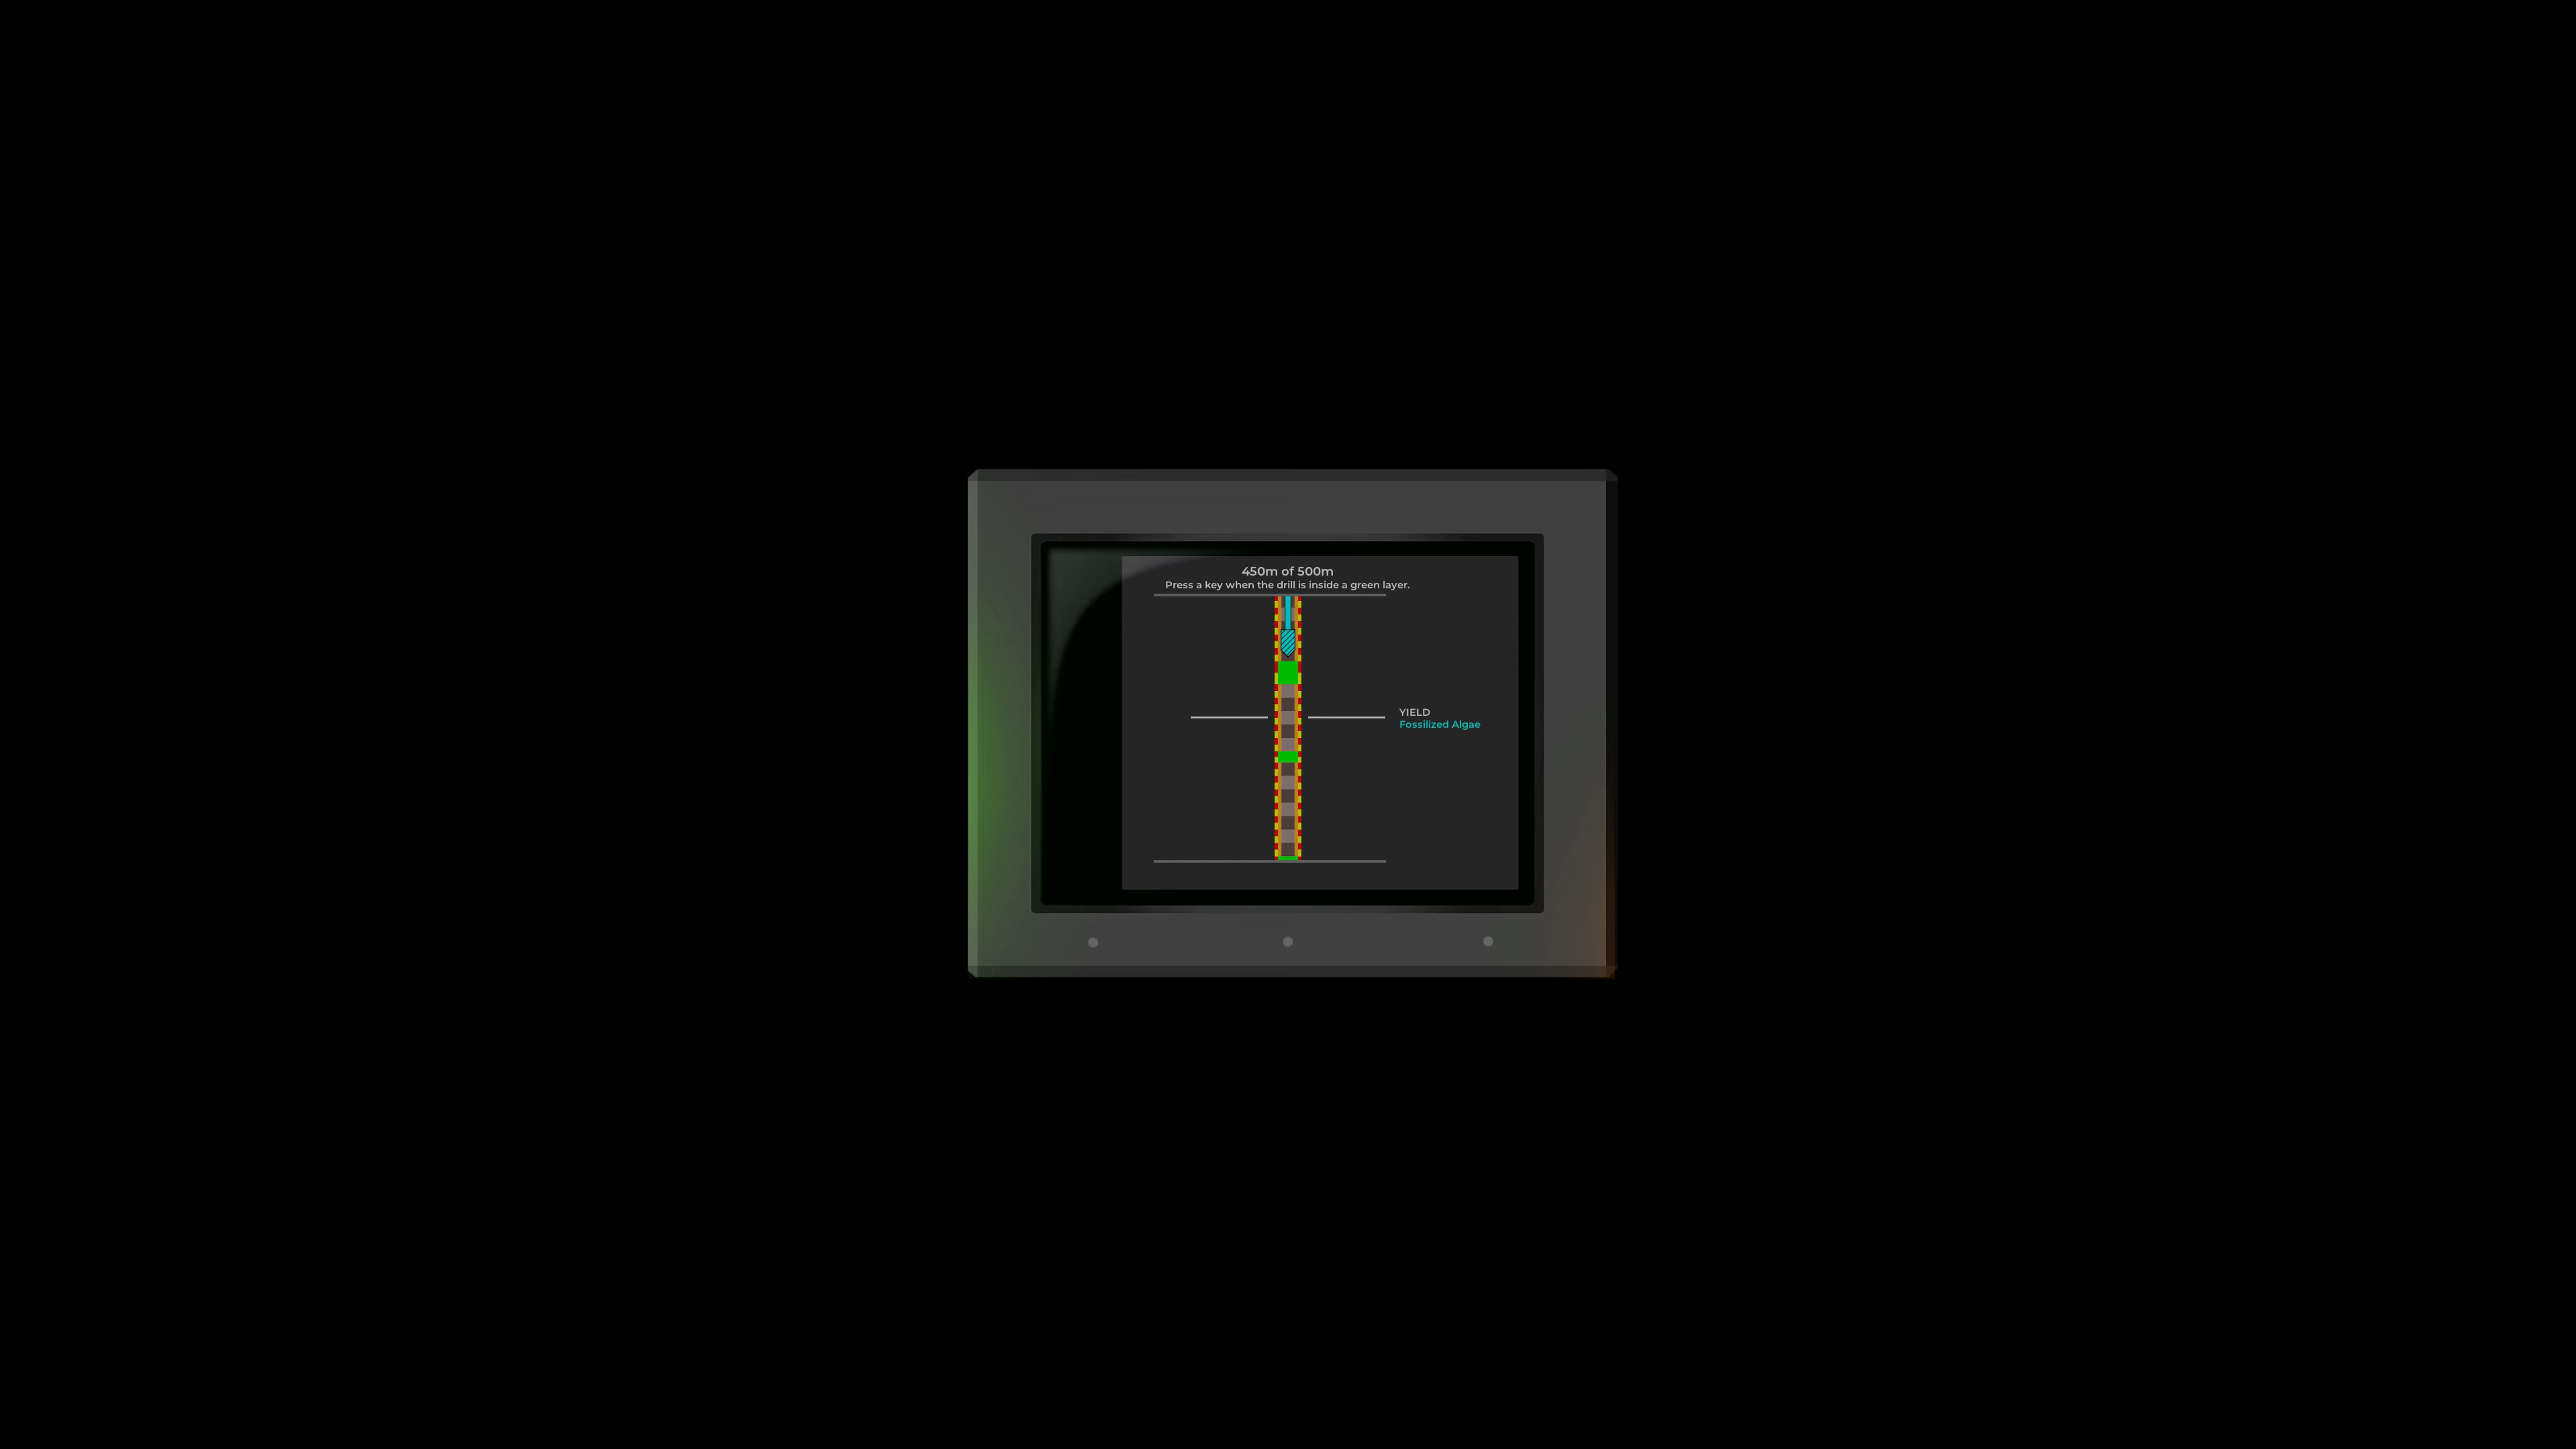 450m of 500m
Press a key when the drill is inside a green layer.
YIELD
Fossilized Algae